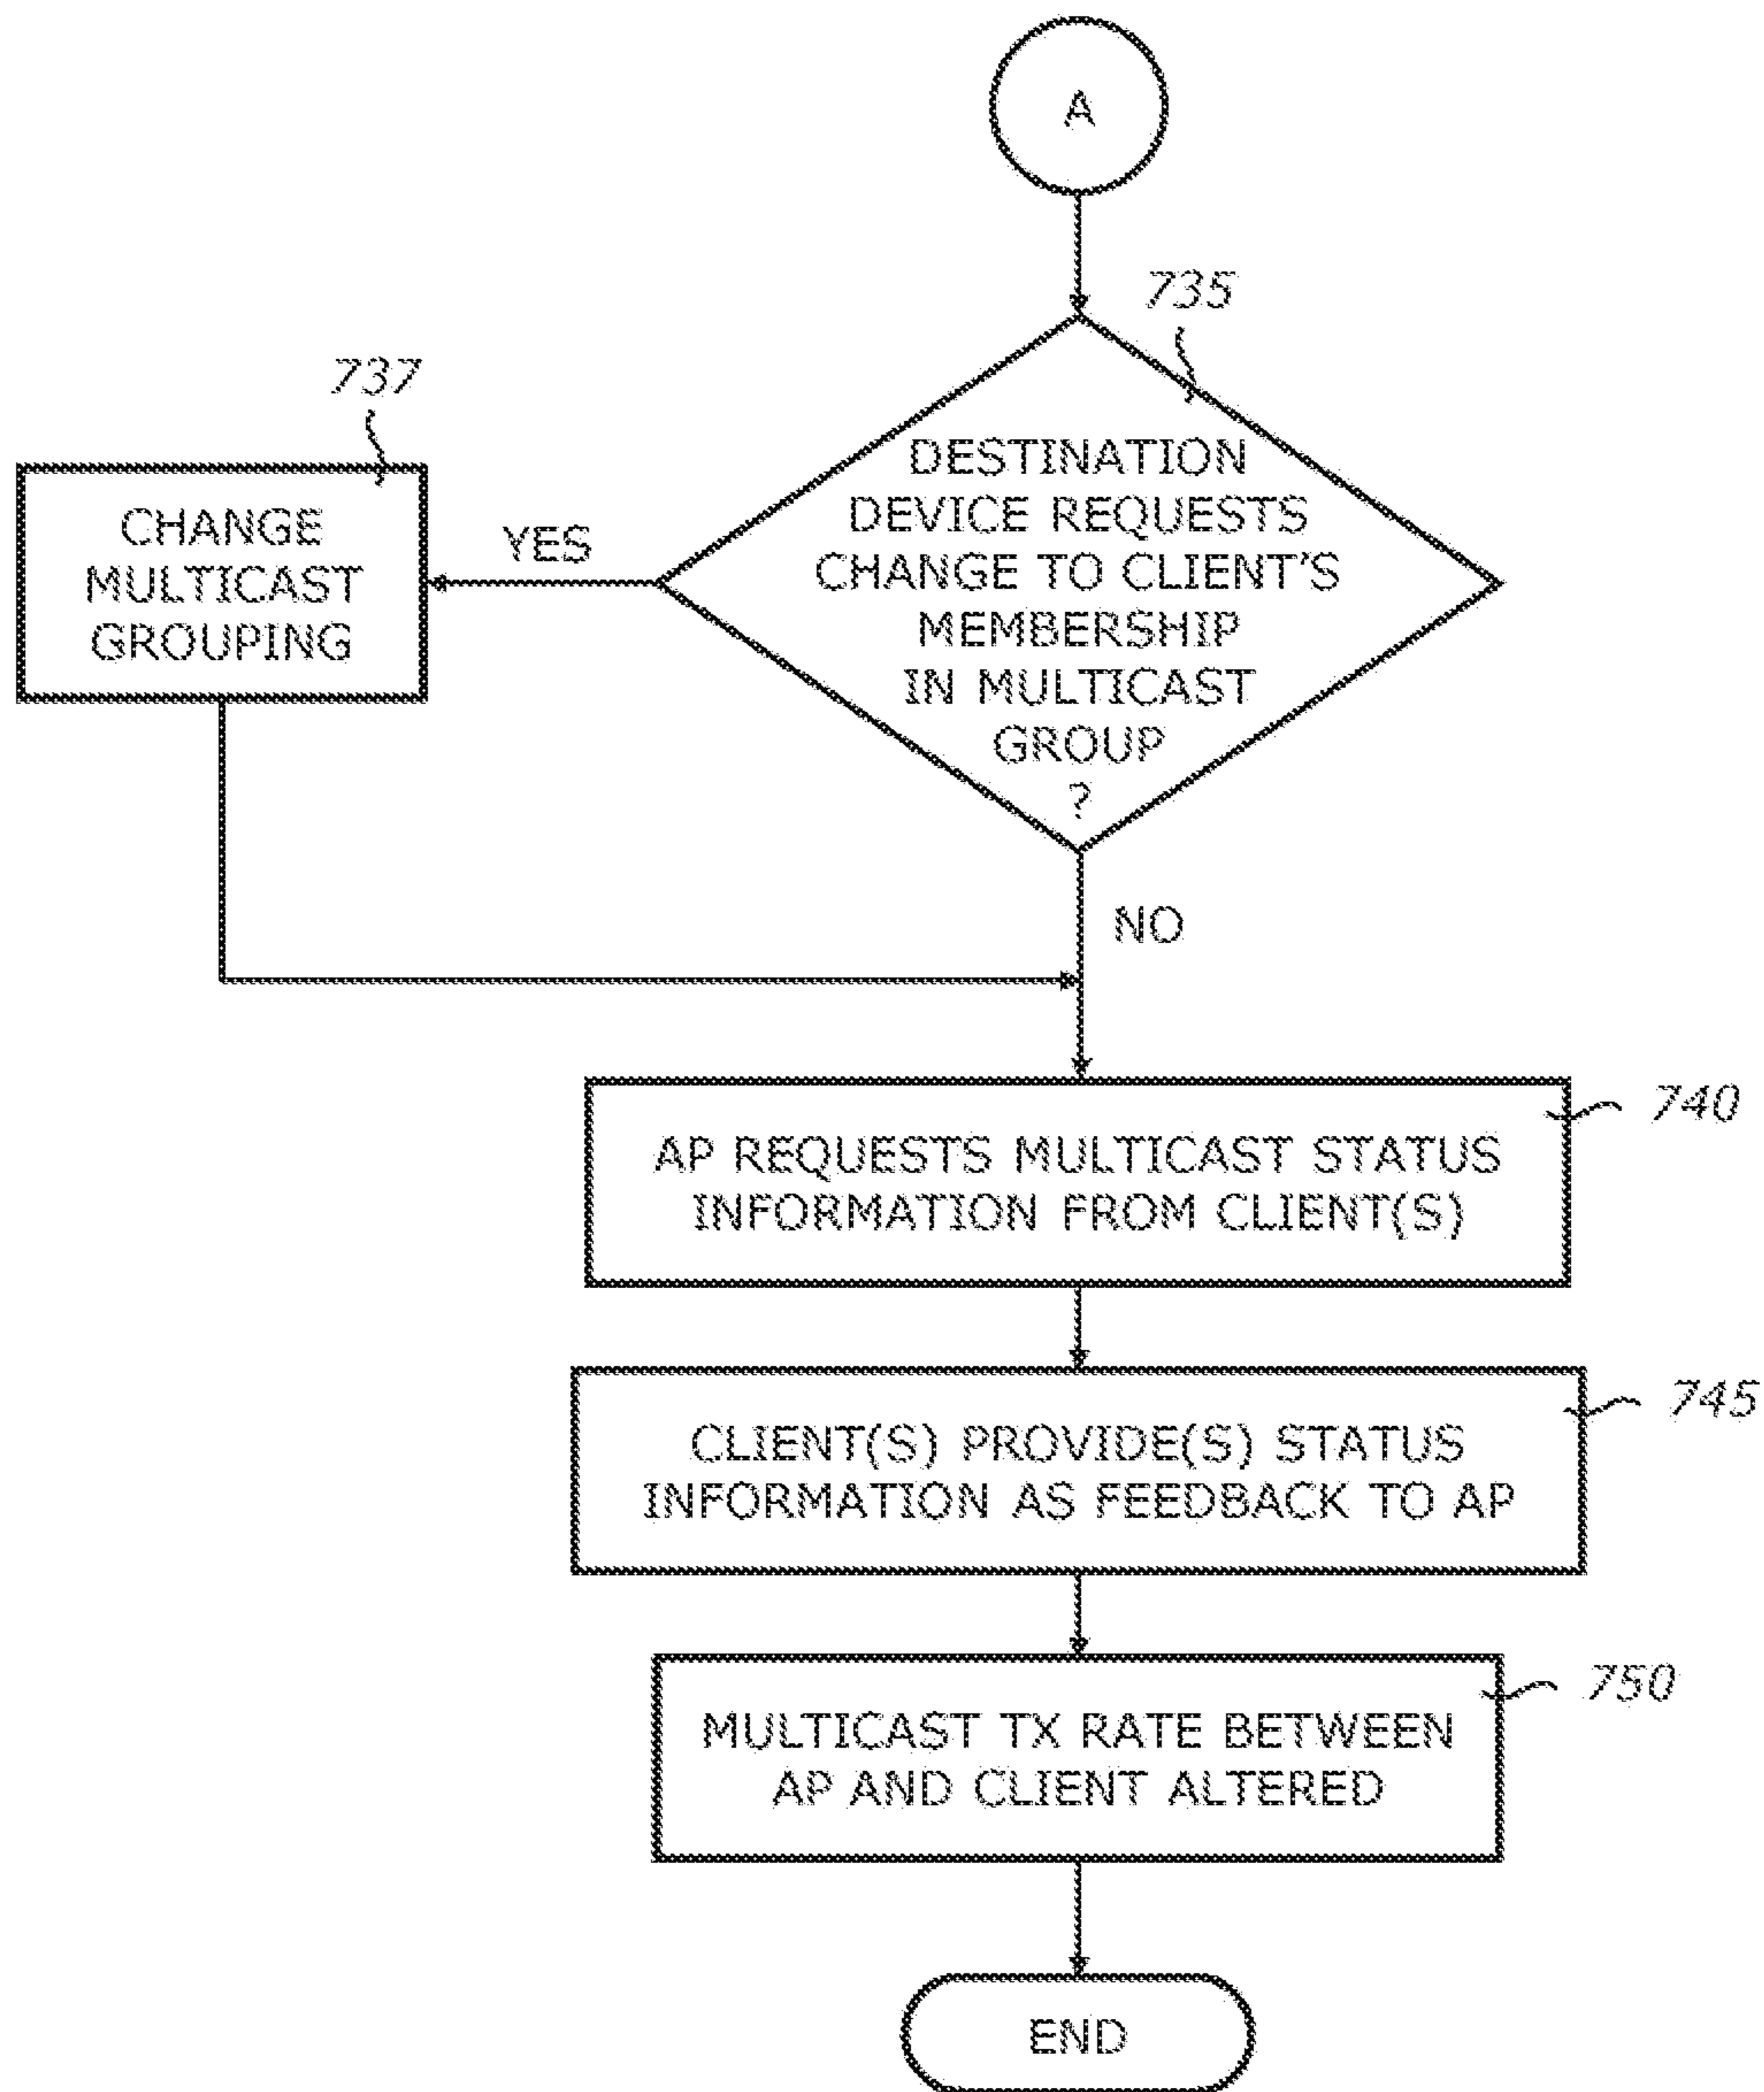 A
735
737
DESTINATION
DEVICE REQUESTS
CHANGE TO CLIENT'S
MEMBERSHIP
IN MULTICAST
GROUP
?
YES
CHANGE
MULTICAST
GROUPING
NO
740
AP REQUESTS MULTICAST STATUS
INFORMATION FROM CLIENT(S)
745
CLIENT(S) PROVIDE(S) STATUS
INFORMATION AS FEEDBACK TO AP
750
MULTICAST TX RATE BETWEEN
AP AND CLIENT ALTERED
END